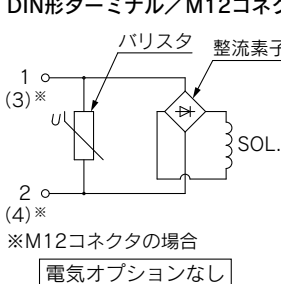 DIN形ターミナル／M12コネク
バリスタ
整流素子
1
(3)※
U
SOL.
2
(4)※
※M12コネクタの場合
電気オプションなし